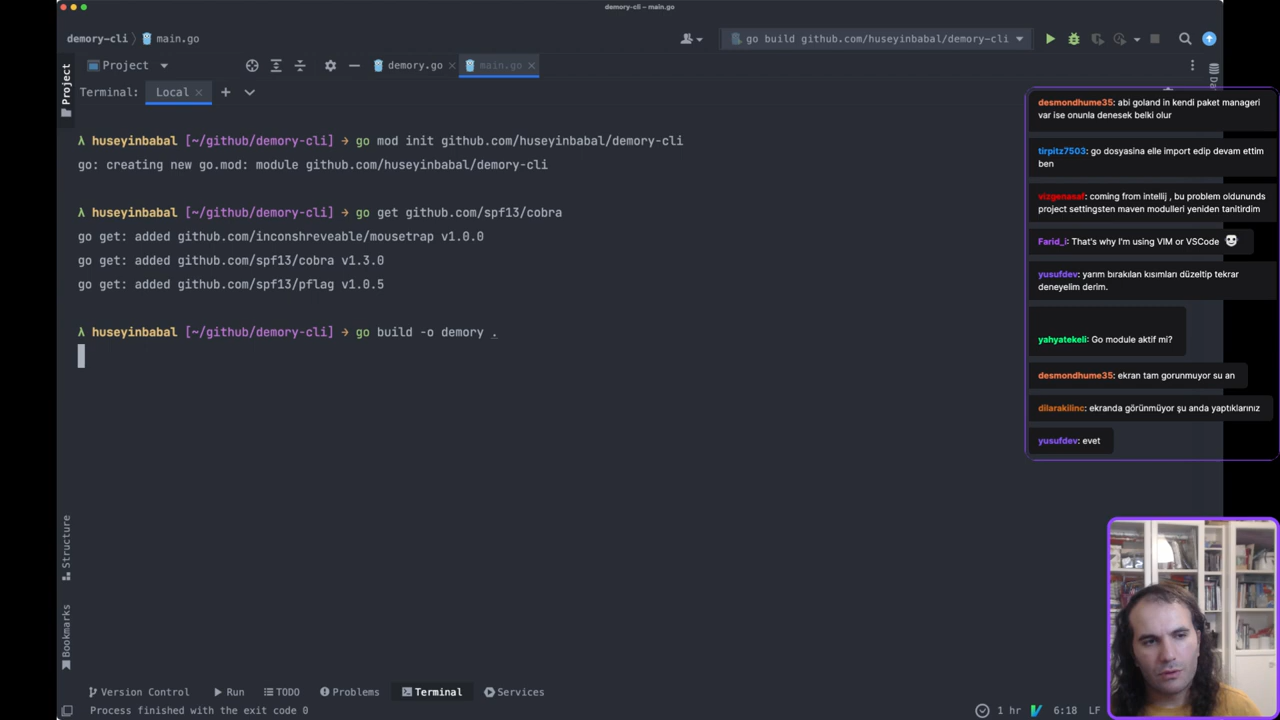 demory-cli – main.go
demory-cli
main.go
go build github.com/huseyinbabal/demory-cli
Project
Project
demory.go
main.go
Terminal:
Local
λ huseyinbabal [~/github/demory-cli] → go mod init github.com/huseyinbabal/demory-cli
go: creating new go.mod: module github.com/huseyinbabal/demory-cli
λ huseyinbabal [~/github/demory-cli] → go get github.com/spf13/cobra
go get: added github.com/inconshreveable/mousetrap v1.0.0
go get: added github.com/spf13/cobra v1.3.0
go get: added github.com/spf13/pflag v1.0.5
λ huseyinbabal [~/github/demory-cli] → go build -o demory .
desmondhume35: abi goland in kendi paket manageri
var ise onunla denesek belki olur
tirpitz7503: go dosyasina elle import edip devam ettim
ben
vizgenasaf: coming from intellij , bu problem oldununds
project settingsten maven modulleri yeniden tanitirdim
Farid_i: That's why I'm using VIM or VSCode
yusufdev: yarım bırakılan kısımları düzeltip tekrar
deneyelim derim.
yahyatekeli: Go module aktif mi?
desmondhume35: ekran tam gorunmuyor su an
dilarakilinc: ekranda görünmüyor şu anda yaptıklarınız
yusufdev: evet
Structure
Bookmarks
Version Control
Run
TODO
Problems
Terminal
Services
Process finished with the exit code 0
1 hr
6:18
LF